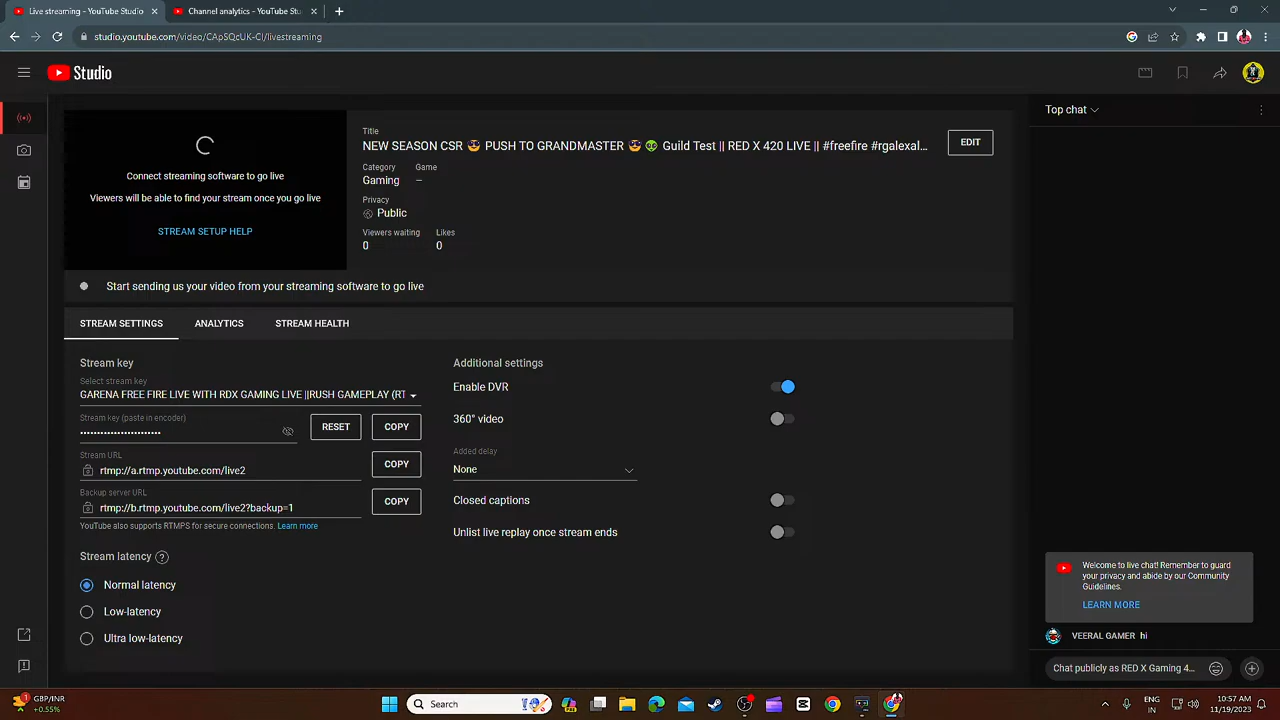 Live streaming - YouTube Studio
Channel analytics - YouTube Stu
studio.youtube.com/video/CApSQcUK-CI/livestreaming
Studio
Title
NEW SEASON CSR 🤠 PUSH TO GRANDMASTER 🤠 👽 Guild Test || RED X 420 LIVE || #freefire #rgalexal...
EDIT
Category Game
Gaming –
Privacy
Public
Viewers waiting Likes
0 0
Connect streaming software to go live
Viewers will be able to find your stream once you go live
STREAM SETUP HELP
Start sending us your video from your streaming software to go live
STREAM SETTINGS ANALYTICS STREAM HEALTH
Stream key
Select stream key
GARENA FREE FIRE LIVE WITH RDX GAMING LIVE ||RUSH GAMEPLAY (RT
Stream key (paste in encoder)
••••••••••••••••••••••••
RESET COPY
Stream URL
rtmp://a.rtmp.youtube.com/live2
COPY
Backup server URL
rtmp://b.rtmp.youtube.com/live2?backup=1
COPY
YouTube also supports RTMPS for secure connections. Learn more
Stream latency ?
Normal latency
Low-latency
Ultra low-latency
Additional settings
Enable DVR
360° video
Added delay
None
Closed captions
Unlist live replay once stream ends
Top chat
Welcome to live chat! Remember to guard
your privacy and abide by our Community
Guidelines.
LEARN MORE
VEERAL GAMER hi
Chat publicly as RED X Gaming 4...
1
GBP/INR
+0.55%
Search
ENG
IN
10:57 AM
11/19/2023